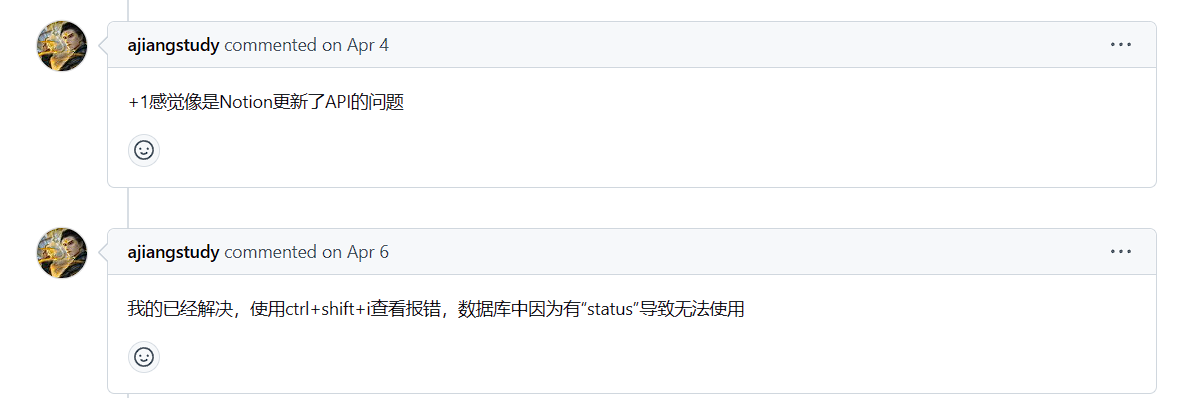 ajiangstudy commented on Apr 4
+1感觉像是Notion更新了API的问题
ajiangstudy commented on Apr 6
我的已经解决，使用ctrl+shift+i查看报错，数据库中因为有“status”导致无法使用